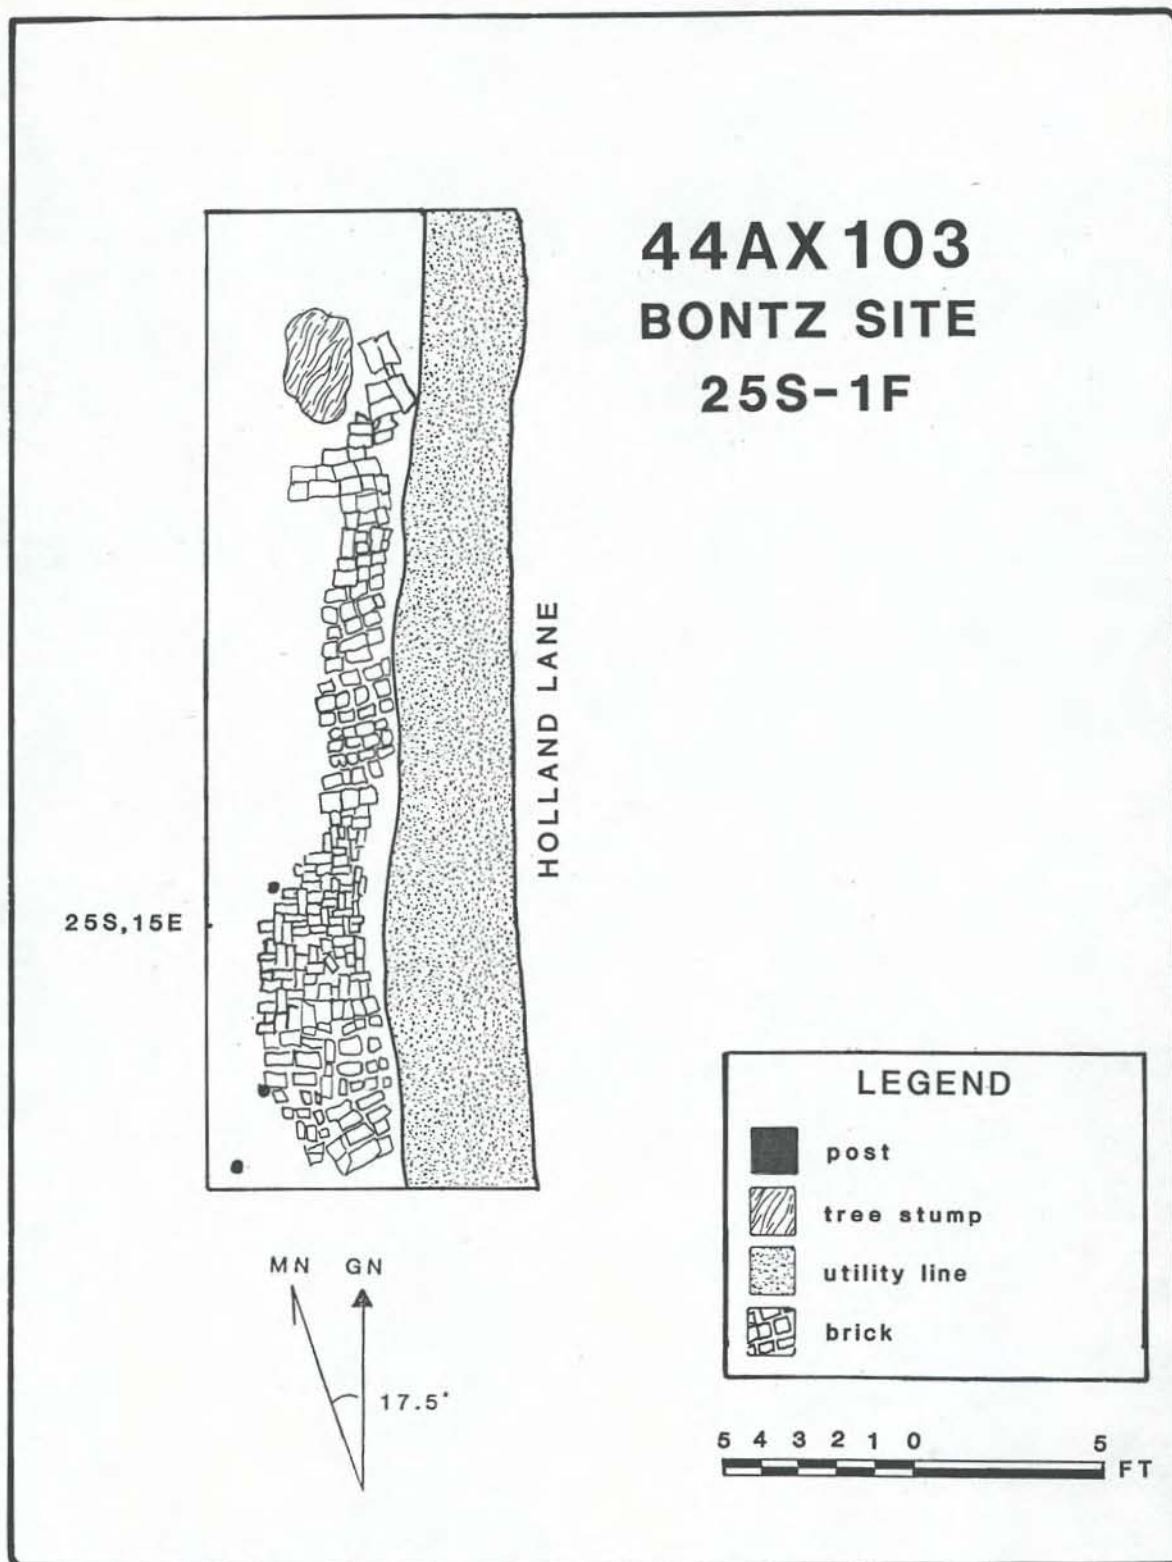 44AX103
BONTZ SITE
25S-1F
HOLLAND LANE
25S,15E
MN GN
17.5°
LEGEND
post
tree stump
utility line
brick
5 4 3 2 1 0 5
FT